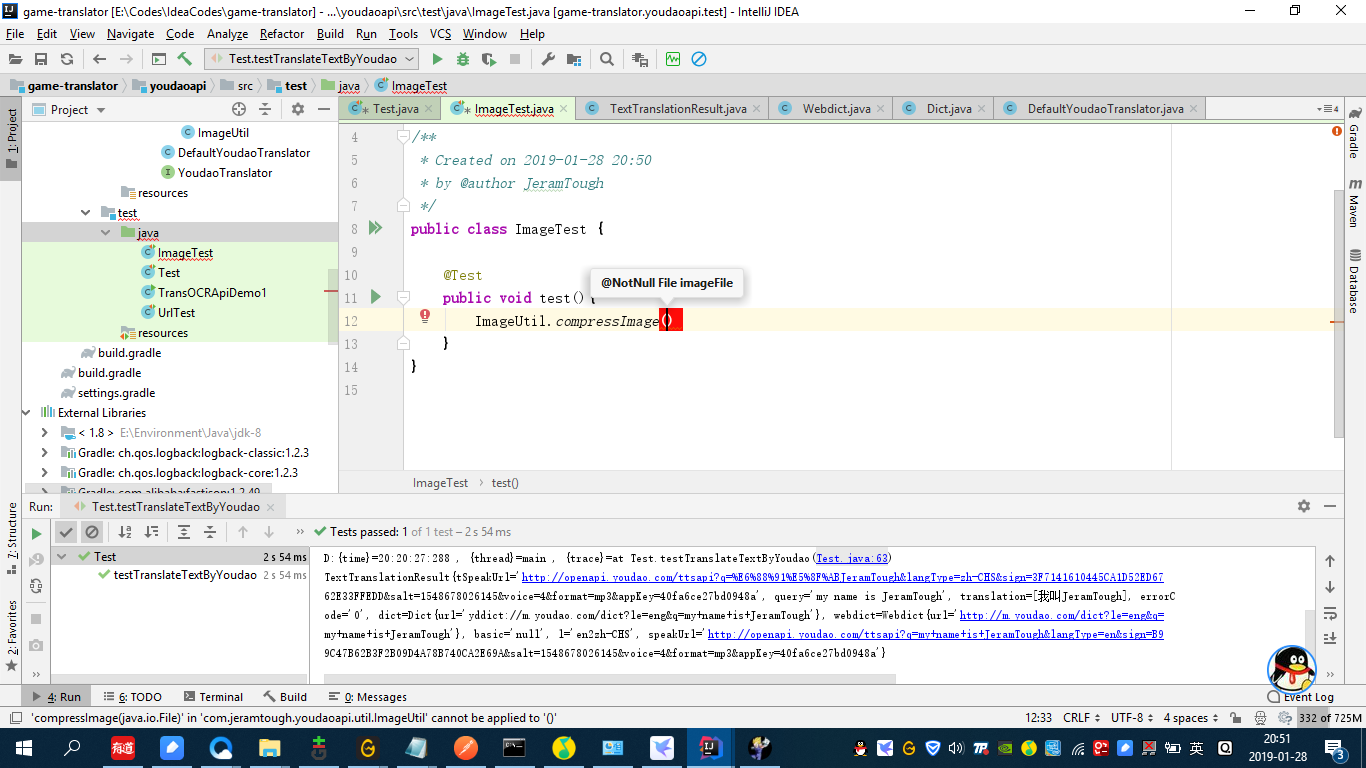 game-translator [E:\Codes\IdeaCodes\game-translator] - ...\youdaoapi\src\test\java\ImageTest.java [game-translator.youdaoapi.test] - IntelliJ IDEA
File Edit View Navigate Code Analyze Refactor Build Run Tools VCS Window Help
Test.testTranslateTextByYoudao
game-translator youdaoapi src test java ImageTest
1: Project
Project
Test.java ImageTest.java TextTranslationResult.java Webdict.java Dict.java DefaultYoudaoTranslator.java
4
ImageUtil
DefaultYoudaoTranslator
YoudaoTranslator
resources
test
java
ImageTest
Test
TransOCRApiDemo1
UrlTest
resources
build.gradle
build.gradle
settings.gradle
External Libraries
< 1.8 > E:\Environment\Java\jdk-8
Gradle: ch.qos.logback:logback-classic:1.2.3
Gradle: ch.qos.logback:logback-core:1.2.3
Gradle: com.alibaba:fastjson:1.2.49
4 /**
5 * Created on 2019-01-28 20:50
6 * by @author JeramTough
7 */
8 public class ImageTest {
9
10 @Test
@NotNull File imageFile
11 public void test() {
12 ImageUtil.compressImage()
13 }
14 }
15
ImageTest test()
Gradle
Maven
Database
7: Structure
2: Favorites
Run: Test.testTranslateTextByYoudao
Tests passed: 1 of 1 test – 2 s 54 ms
Test 2 s 54 ms
testTranslateTextByYoudao 2 s 54 ms
D:{time}=20:20:27:288 , {thread}=main , {trace}=at Test.testTranslateTextByYoudao(Test.java:63)
TextTranslationResult{tSpeakUrl='http://openapi.youdao.com/ttsapi?q=%E6%88%91%E5%8F%ABJeramTough&langType=zh-CHS&sign=3F7141610445CA1D52ED67
62E33FFEDD&salt=1548678026145&voice=4&format=mp3&appKey=40fa6ce27bd0948a', query='my name is JeramTough', translation=[我叫JeramTough], errorC
ode='0', dict=Dict{url='yddict://m.youdao.com/dict?le=eng&q=my+name+is+JeramTough'}, webdict=Webdict{url='http://m.youdao.com/dict?le=eng&q=
my+name+is+JeramTough'}, basic='null', l='en2zh-CHS', speakUrl='http://openapi.youdao.com/ttsapi?q=my+name+is+JeramTough&langType=en&sign=B9
9C47B62B3F2B09D4A78B740CA2E69A&salt=1548678026145&voice=4&format=mp3&appKey=40fa6ce27bd0948a'}
4: Run 6: TODO Terminal Build 0: Messages Event Log
'compressImage(java.io.File)' in 'com.jeramtough.youdaoapi.util.ImageUtil' cannot be applied to '()' 12:33 CRLF UTF-8 4 spaces 332 of 725M
有道
英
20:51
2019-01-28
3